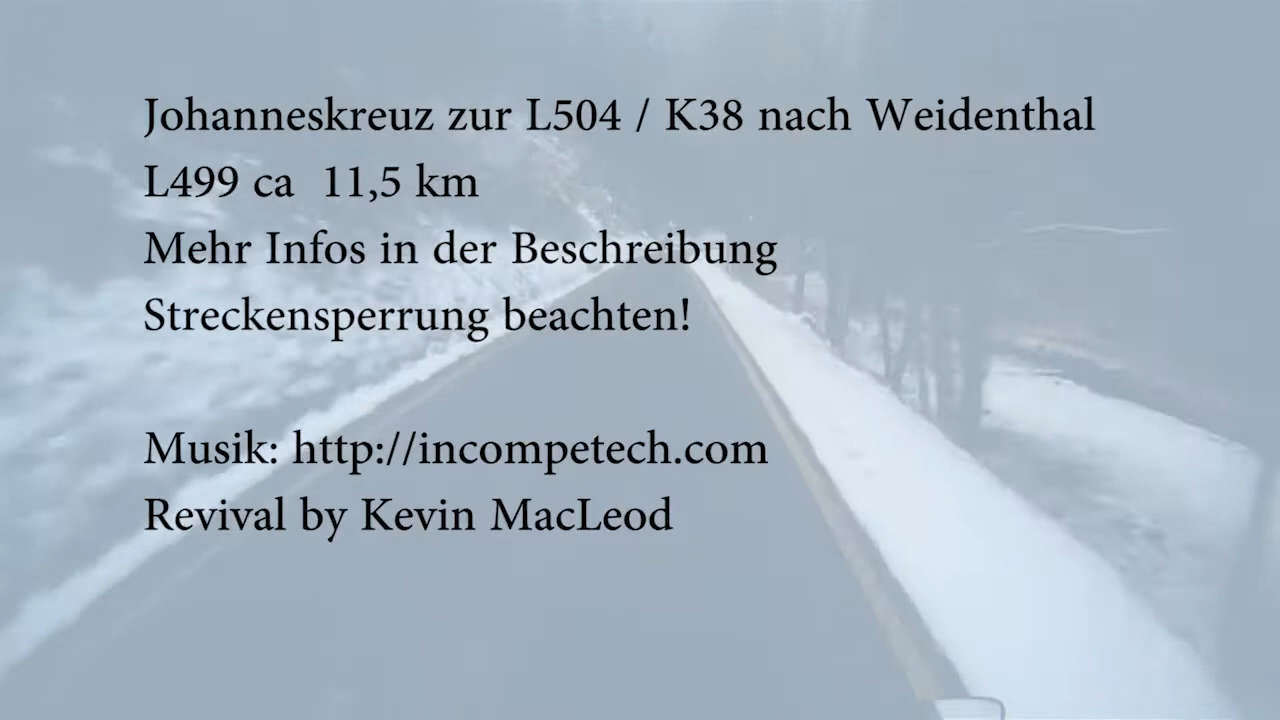 Johanneskreuz zur L504 / K38 nach Weidenthal
L499 ca  11,5 km
Mehr Infos in der Beschreibung
Streckensperrung beachten!
Musik: http://incompetech.com
Revival by Kevin MacLeod